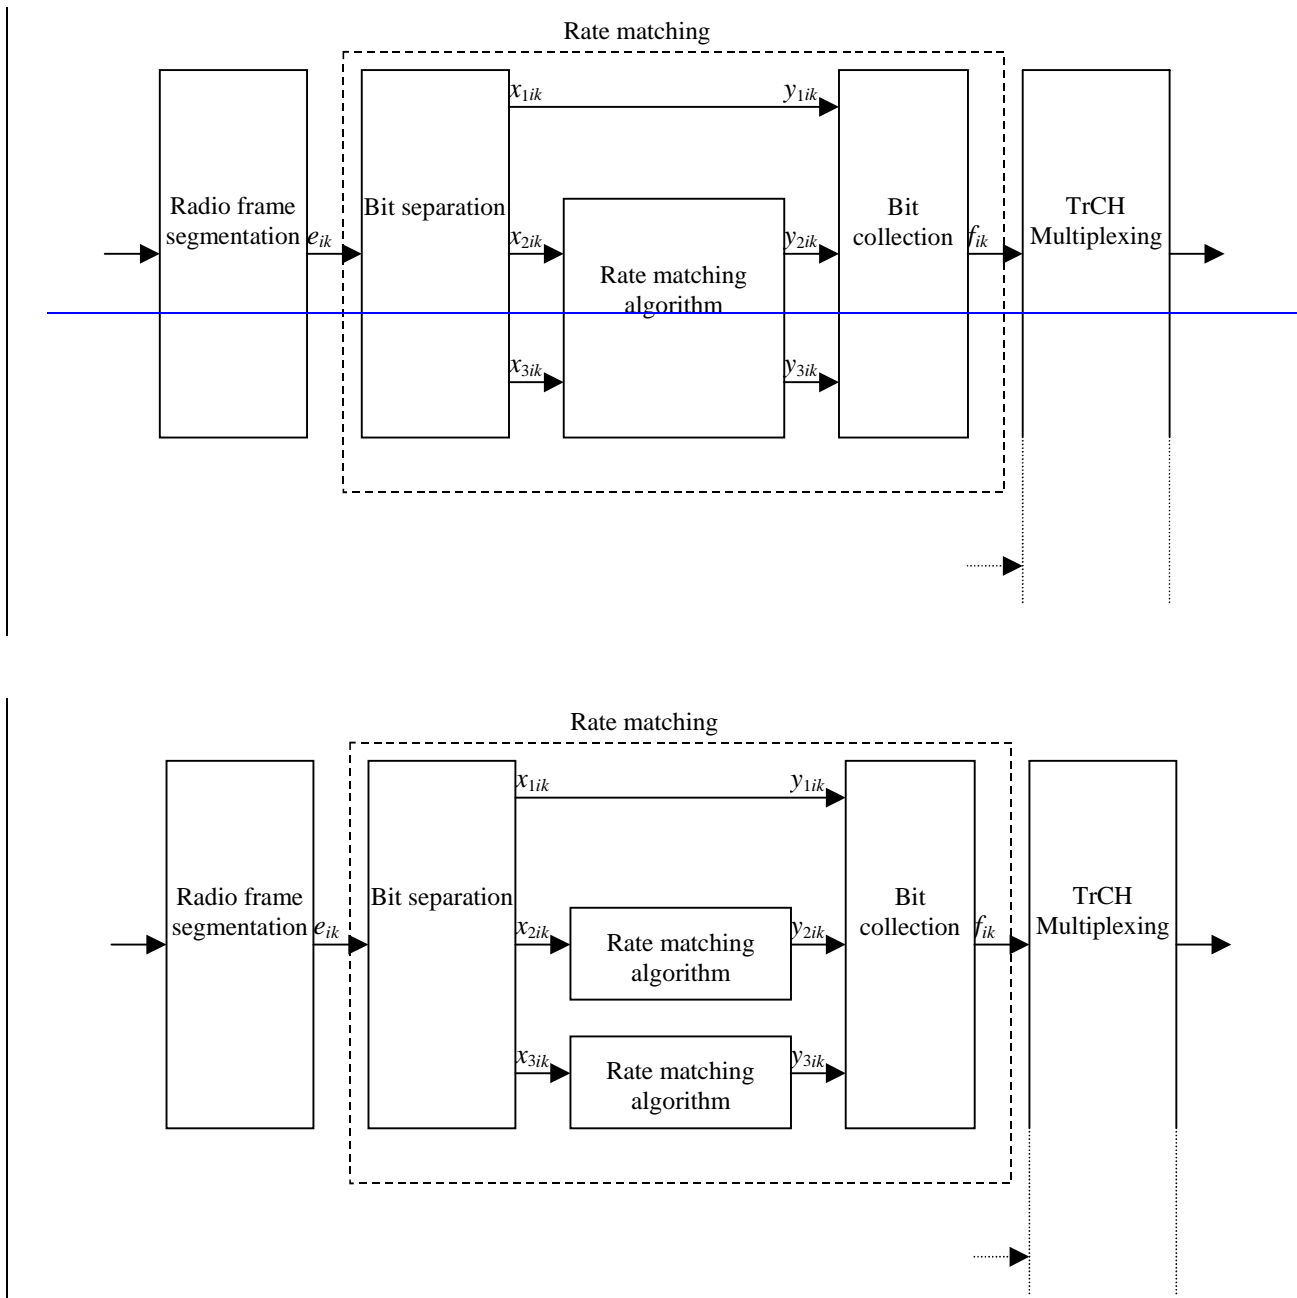 Rate matching
x1ik
y1ik
Radio frame
segmentation
eik
Bit separation
x2ik
Rate matching
algorithm
y2ik
Bit
collection
fik
TrCH
Multiplexing
x3ik
y3ik
Rate matching
x1ik
y1ik
Radio frame
segmentation
eik
Bit separation
x2ik
Rate matching
algorithm
y2ik
Bit
collection
fik
TrCH
Multiplexing
x3ik
Rate matching
algorithm
y3ik